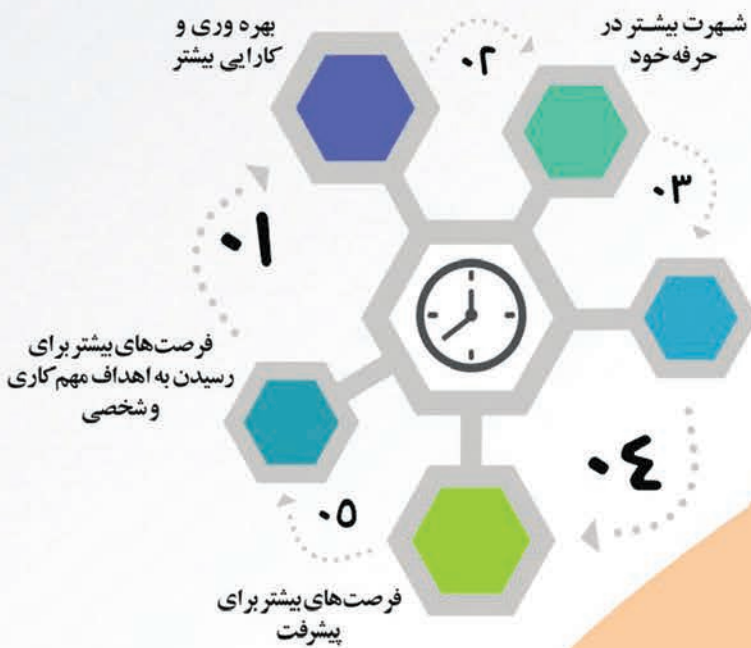 بهره وری و
کارایی بیشتر
۰۱
شهرت بیشتر در
حرفه خود
۰۲
۰۳
۰٤
فرصت‌های بیشتر برای
پیشرفت
۰۵
فرصت‌های بیشتر برای
رسیدن به اهداف مهم کاری
و شخصی